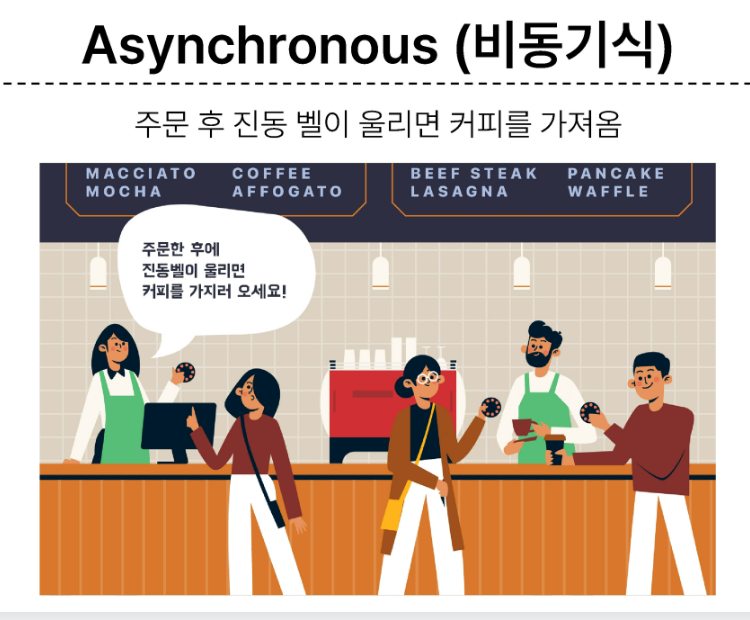 Asynchronous (비동기식)
주문 후 진동 벨이 울리면 커피를 가져옴
MACCIATO COFFEE BEEF STEAK PANCAKE
MOCHA AFFOGATO LASAGNA WAFFLE
주문한 후에
진동벨이 울리면
커피를 가지러 오세요!